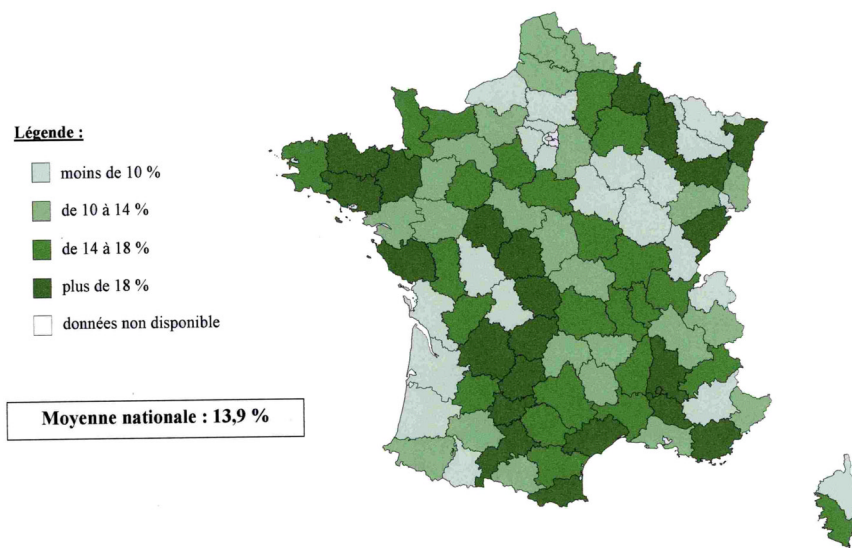 Légende :
moins de 10 %
de 10 à 14 %
de 14 à 18 %
plus de 18 %
données non disponible
Moyenne nationale : 13,9 %